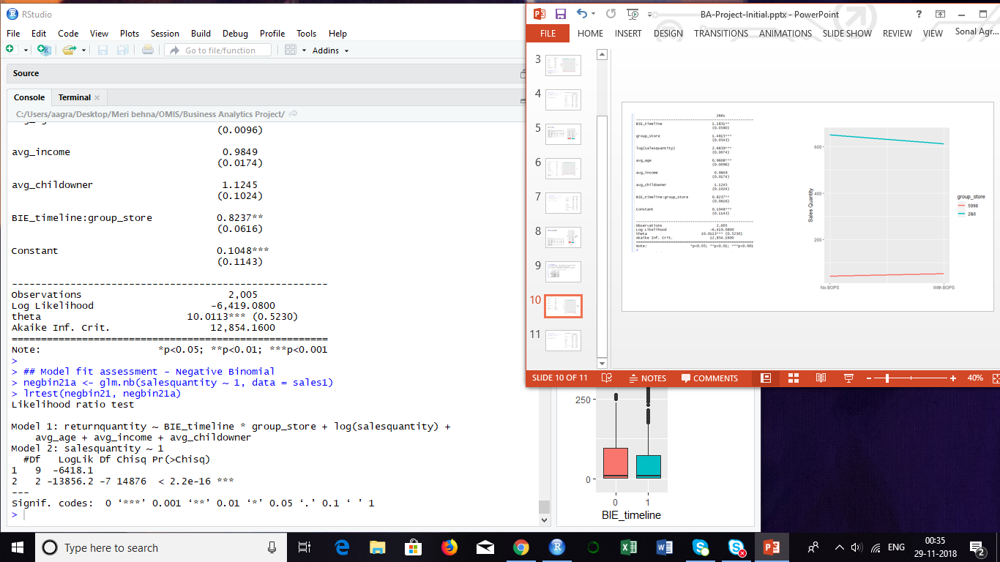 RStudio
File Edit Code View Plots Session Build Debug Profile Tools Help
Go to file/function
Addins
Source
Console Terminal
C:/Users/aagra/Desktop/Meri behna/OMIS/Business Analytics Project/
(0.0096)
avg_income 0.9849
(0.0174)
avg_childowner 1.1245
(0.1024)
BIE_timeline:group_store 0.8237**
(0.0616)
Constant 0.1048***
(0.1143)
-----------------------------------------------------
Observations 2,005
Log Likelihood -6,419.0800
theta 10.0113*** (0.5230)
Akaike Inf. Crit. 12,854.1600
=====================================================
Note: *p<0.05; **p<0.01; ***p<0.001
>
> ## Model fit assessment - Negative Binomial
> negbin21a <- glm.nb(salesquantity ~ 1, data = sales1)
> lrtest(negbin21, negbin21a)
Likelihood ratio test
Model 1: returnquantity ~ BIE_timeline * group_store + log(salesquantity) +
avg_age + avg_income + avg_childowner
Model 2: salesquantity ~ 1
#Df LogLik Df Chisq Pr(>Chisq)
1 9 -6418.1
2 2 -13856.2 -7 14876 < 2.2e-16 ***
---
Signif. codes: 0 ‘***’ 0.001 ‘**’ 0.01 ‘*’ 0.05 ‘.’ 0.1 ‘ ’ 1
>
BA-Project-Initial.pptx - PowerPoint
?
FILE HOME INSERT DESIGN TRANSITIONS ANIMATIONS SLIDE SHOW REVIEW VIEW Sonal Agr...
3
4
5
6
7
8
9
10
11
IRRs
BIE_timeline 1.1831**
(0.0580)
group_store 1.4815***
(0.0543)
log(salesquantity) 2.6839***
(0.0074)
avg_age 0.9608***
(0.0096)
avg_income 0.9849
(0.0174)
avg_childowner 1.1245
(0.1024)
BIE_timeline:group_store 0.8237**
(0.0616)
Constant 0.1048***
(0.1143)
Observations 2,005
Log Likelihood -6,419.0800
theta 10.0113*** (0.5230)
Akaike Inf. Crit. 12,854.1600
Note: *p<0.05; **p<0.01; ***p<0.001
>
Sales Quantity
600
400
200
No BOPS With BOPS
group_store
5998
2&6
SLIDE 10 OF 11 NOTES COMMENTS 40%
250
0
0 1
BIE_timeline
Type here to search
ENG
00:35
29-11-2018
2